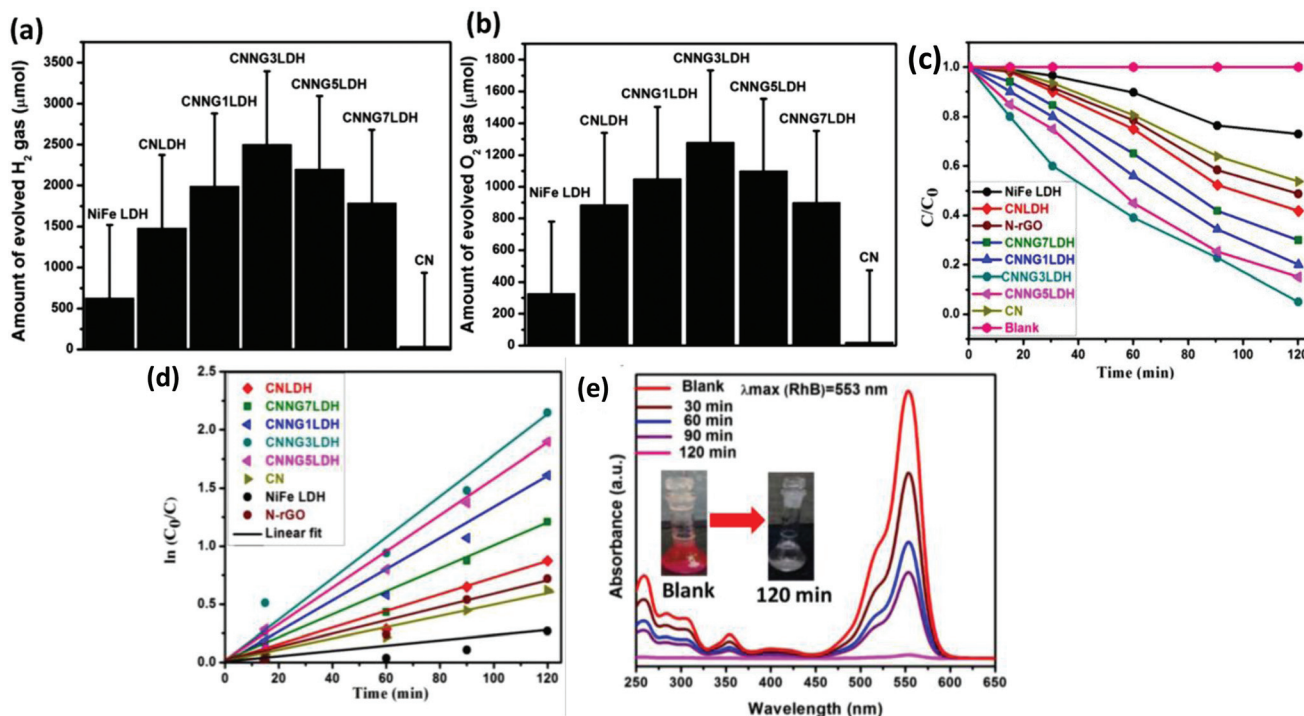 (a)
Amount of evolved H2 gas (μmol)
3500
3000
2500
2000
1500
1000
500
0
NiFe LDH
CNLDH
CNNG1LDH
CNNG3LDH
CNNG5LDH
CNNG7LDH
CN
(b)
Amount of evolved O2 gas (μmol)
1800
1600
1400
1200
1000
800
600
400
200
0
NiFe LDH
CNLDH
CNNG1LDH
CNNG3LDH
CNNG5LDH
CNNG7LDH
CN
(c)
C/C0
1.0
0.8
0.6
0.4
0.2
0.0
NiFe LDH
CNLDH
N-rGO
CNNG7LDH
CNNG1LDH
CNNG3LDH
CNNG5LDH
CN
Blank
0 20 40 60 80 100 120
Time (min)
(d)
ln (C0/C)
2.5
2.0
1.5
1.0
0.5
0.0
CNLDH
CNNG7LDH
CNNG1LDH
CNNG3LDH
CNNG5LDH
CN
NiFe LDH
N-rGO
Linear fit
0 20 40 60 80 100 120
Time (min)
(e)
Absorbance (a.u.)
Blank
30 min
60 min
90 min
120 min
λmax (RhB)=553 nm
Blank
120 min
250 300 350 400 450 500 550 600 650
Wavelength (nm)